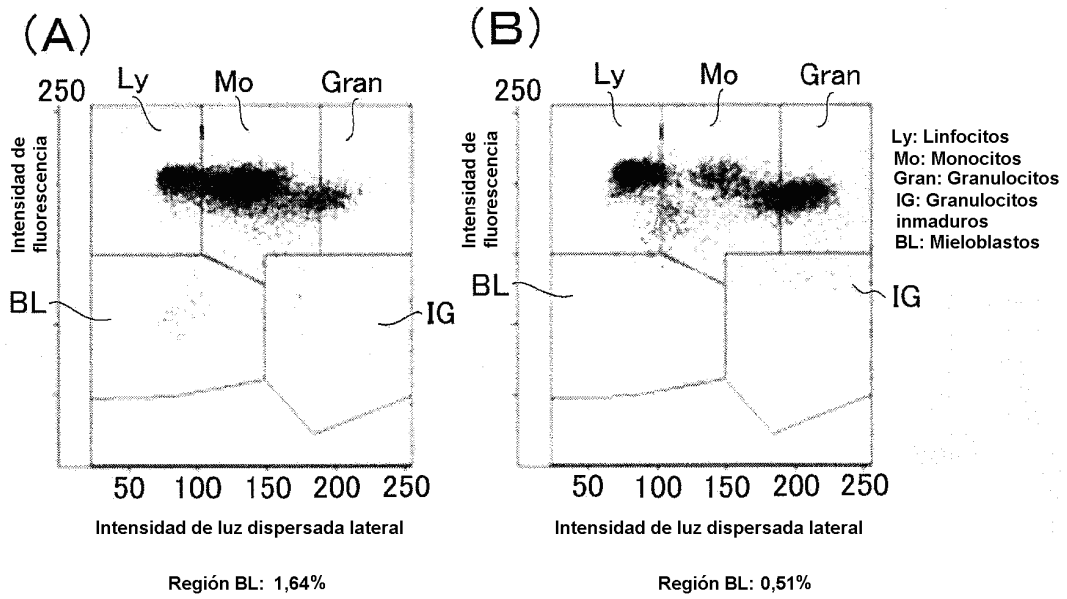 (A)
Ly
Mo
Gran
250
Intensidad de
fluorescencia
BL
IG
50 100 150 200 250
Intensidad de luz dispersada lateral
Región BL: 1,64%
(B)
Ly
Mo
Gran
250
Intensidad de
fluorescencia
BL
IG
50 100 150 200 250
Intensidad de luz dispersada lateral
Región BL: 0,51%
Ly: Linfocitos
Mo: Monocitos
Gran: Granulocitos
IG: Granulocitos
inmaduros
BL: Mieloblastos